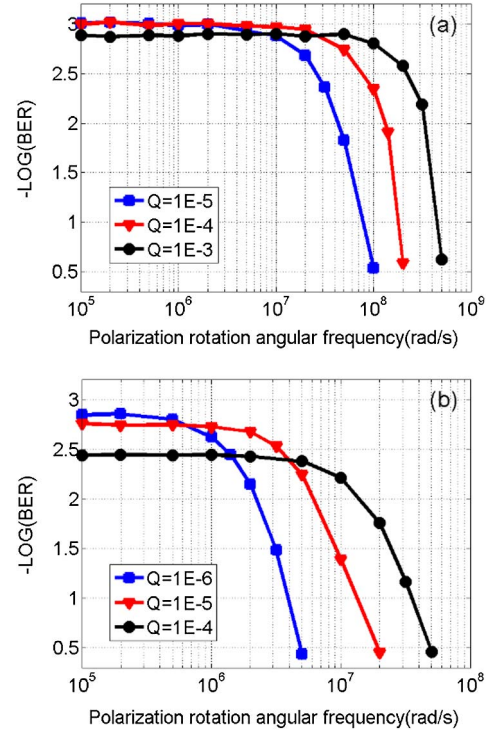 (a)
3
2.5
2
1.5
1
0.5
-LOG(BER)
Q=1E-5
Q=1E-4
Q=1E-3
10^5 10^6 10^7 10^8 10^9
Polarization rotation angular frequency(rad/s)
(b)
3
2.5
2
1.5
1
0.5
-LOG(BER)
Q=1E-6
Q=1E-5
Q=1E-4
10^5 10^6 10^7 10^8
Polarization rotation angular frequency(rad/s)